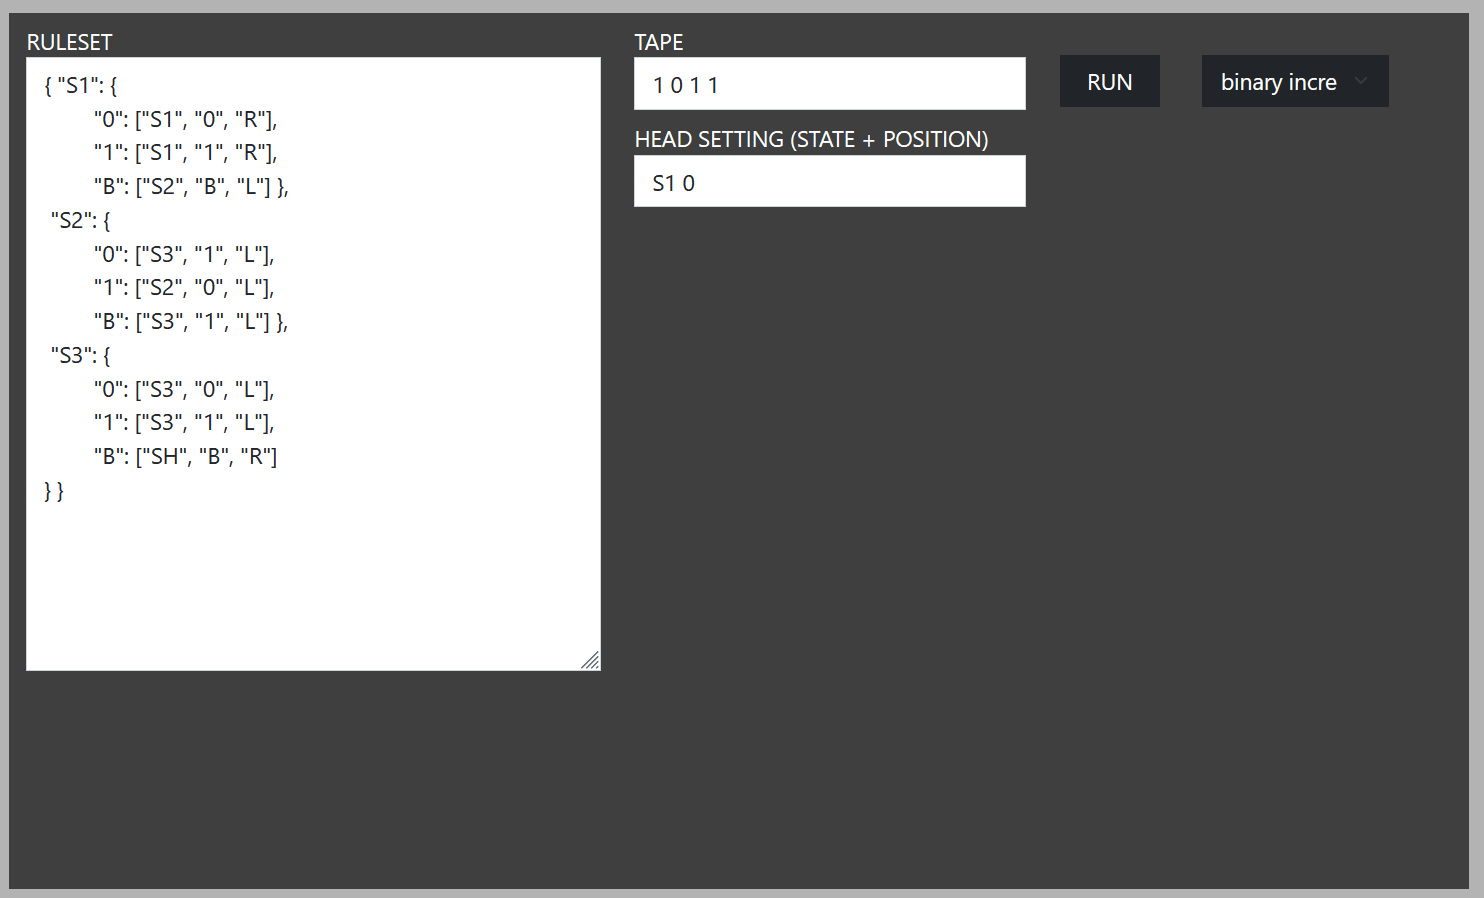 RULESET
{ "S1": {
"0": ["S1", "0", "R"],
"1": ["S1", "1", "R"],
"B": ["S2", "B", "L"] },
"S2": {
"0": ["S3", "1", "L"],
"1": ["S2", "0", "L"],
"B": ["S3", "1", "L"] },
"S3": {
"0": ["S3", "0", "L"],
"1": ["S3", "1", "L"],
"B": ["SH", "B", "R"]
} }
TAPE
1 0 1 1
HEAD SETTING (STATE + POSITION)
S1 0
RUN
binary incre